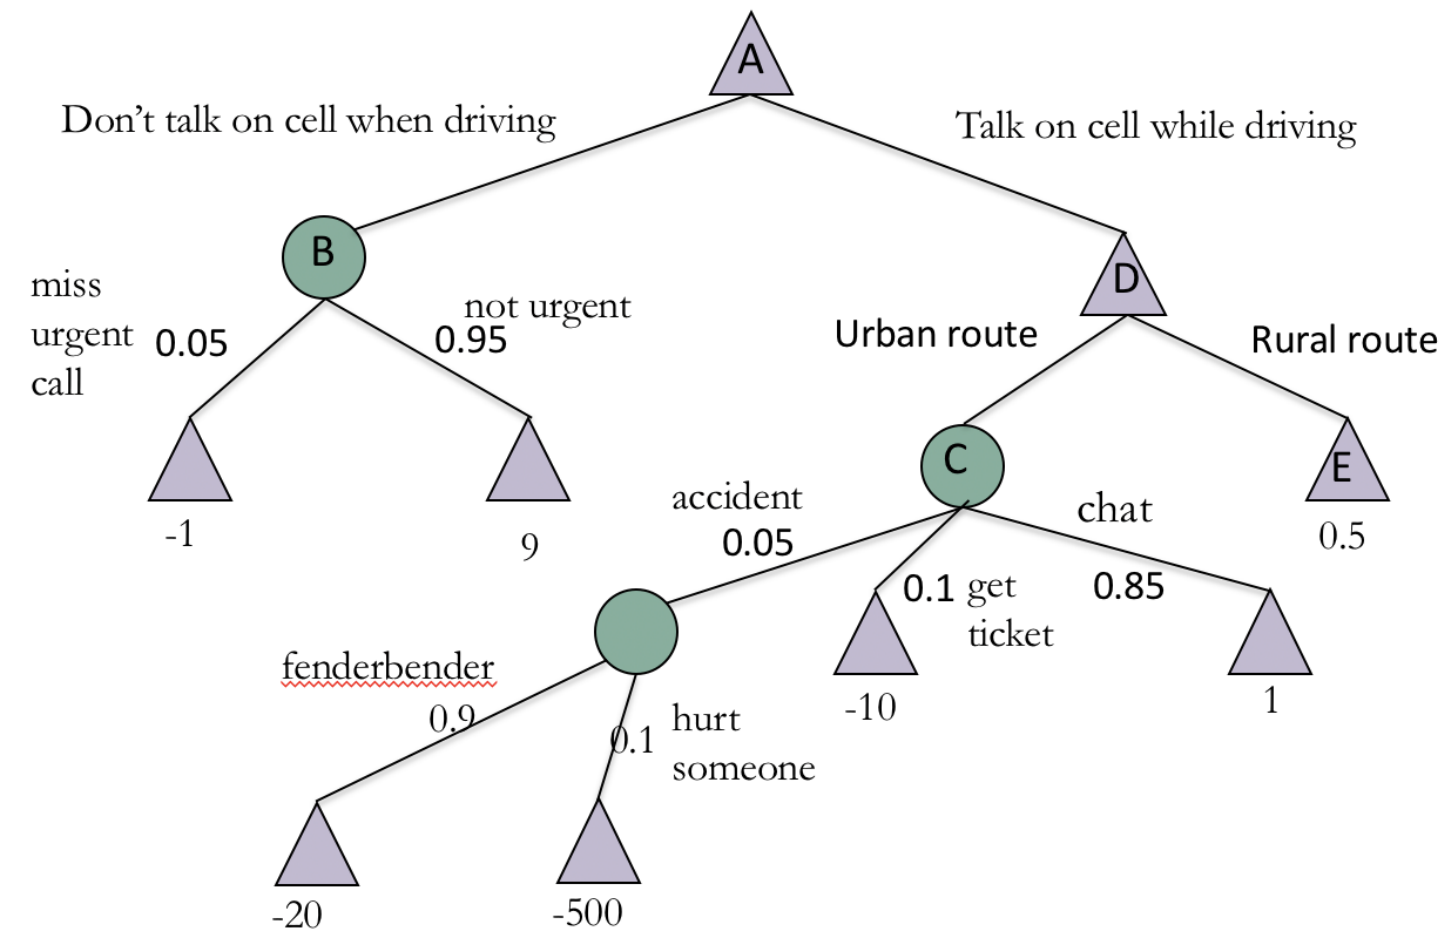 A
Don't talk on cell when driving
Talk on cell while driving
B
D
miss
urgent
call
0.05
not urgent
0.95
Urban route
Rural route
C
E
-1
9
accident
0.05
chat
0.5
0.1 get
ticket
0.85
fenderbender
0.9
0.1
hurt
someone
-10
1
-20
-500